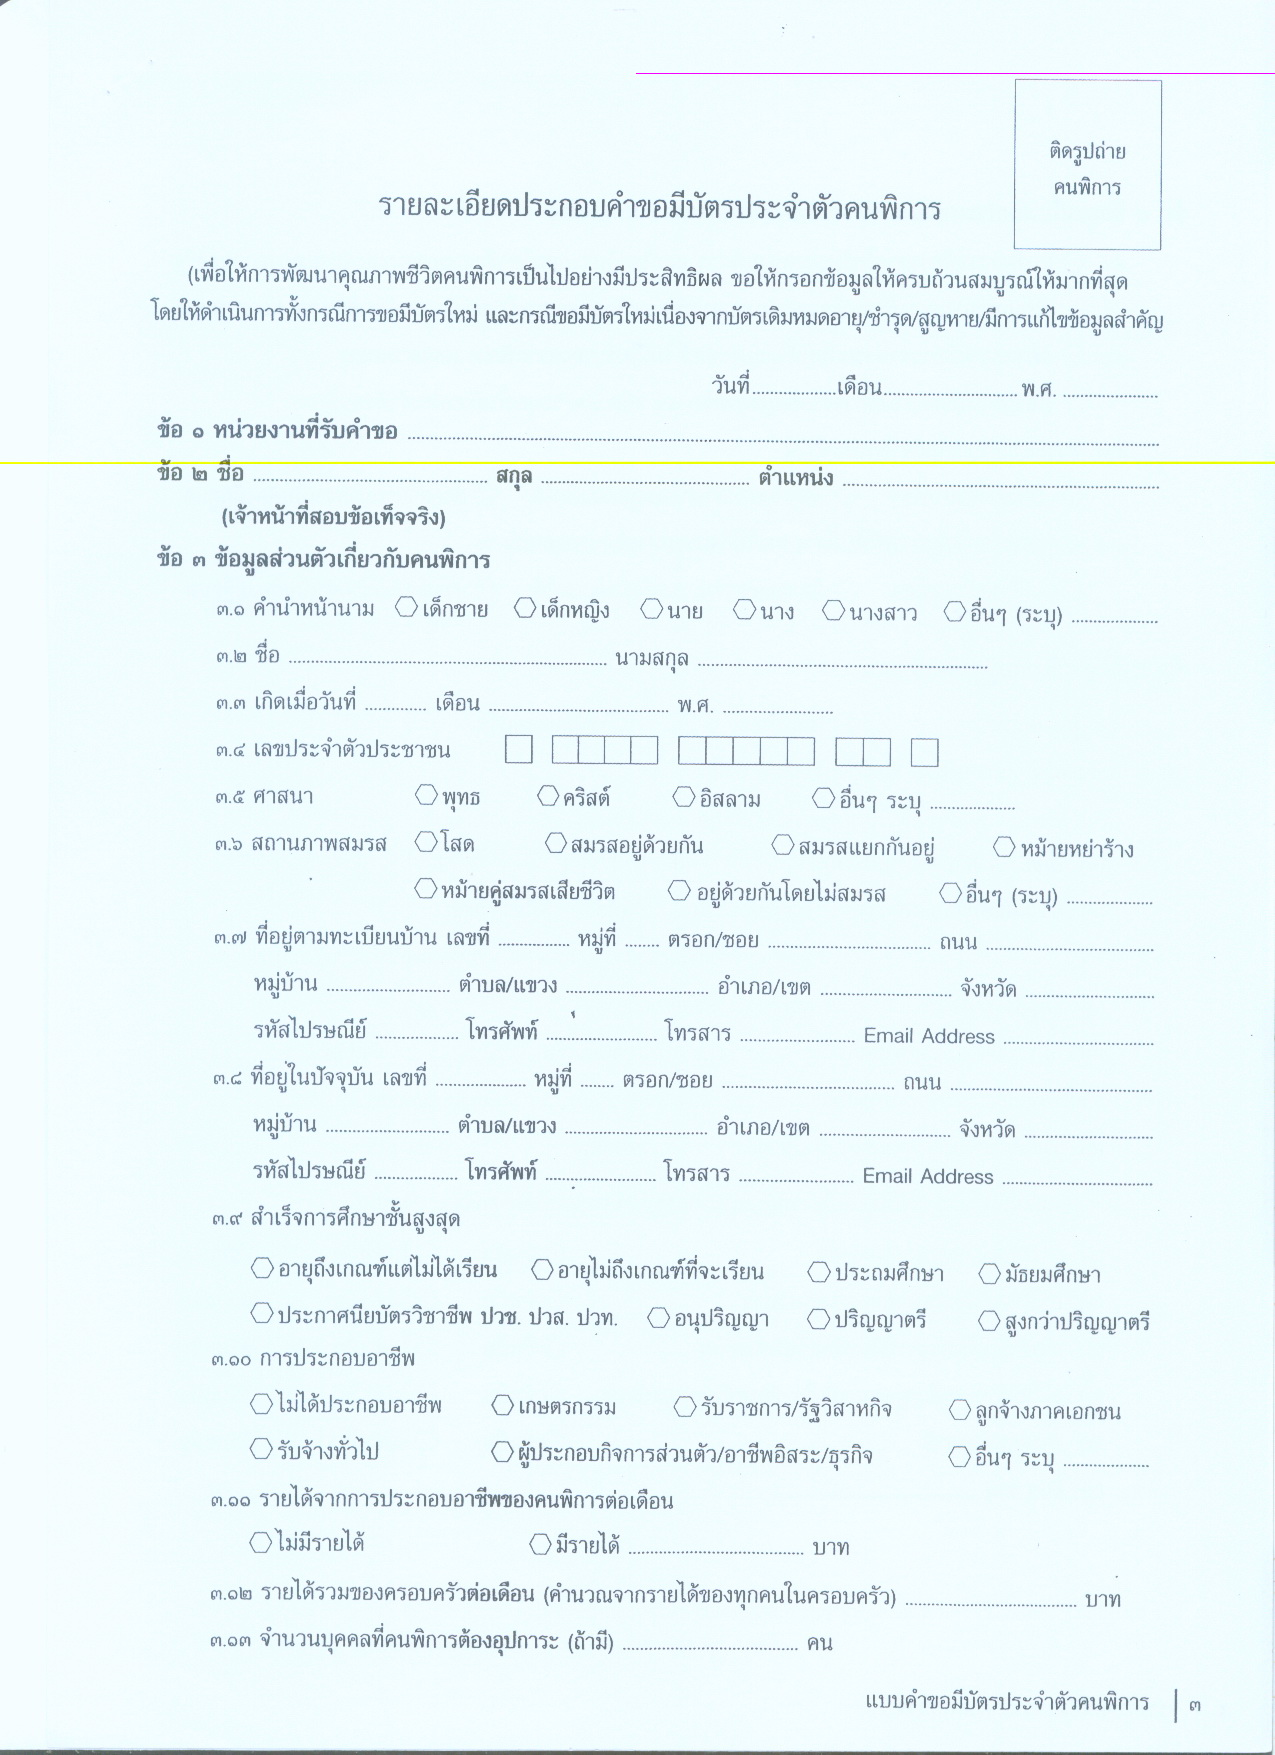 ติดรูปถ่าย
คนพิการ
รายละเอียดประกอบคำขอมีบัตรประจำตัวคนพิการ
(เพื่อให้การพัฒนาคุณภาพชีวิตคนพิการเป็นไปอย่างมีประสิทธิผล ขอให้กรอกข้อมูลให้ครบถ้วนสมบูรณ์ให้มากที่สุด
โดยให้ดำเนินการทั้งกรณีการขอมีบัตรใหม่ และกรณีขอมีบัตรใหม่เนื่องจากบัตรเดิมหมดอายุ/ชำรุด/สูญหาย/มีการแก้ไขข้อมูลสำคัญ
วันที่..................เดือน............................. พ.ศ. .....................
ข้อ ๑ หน่วยงานที่รับคำขอ ....................................................................
ข้อ ๒ ชื่อ .................................................. สกุล ............................................. ตำแหน่ง ....................................................................
(เจ้าหน้าที่สอบข้อเท็จจริง)
ข้อ ๓ ข้อมูลส่วนตัวเกี่ยวกับคนพิการ
๓.๑ คำนำหน้านาม เด็กชาย เด็กหญิง นาย นาง นางสาว อื่นๆ (ระบุ) ...................
๓.๒ ชื่อ .................................................................... นามสกุล ..............................................................
๓.๓ เกิดเมื่อวันที่ ............. เดือน ....................................... พ.ศ. ........................
๓.๔ เลขประจำตัวประชาชน
๓.๕ ศาสนา พุทธ คริสต์ อิสลาม อื่นๆ ระบุ ...................
๓.๖ สถานภาพสมรส โสด สมรสอยู่ด้วยกัน สมรสแยกกันอยู่ หม้ายหย่าร้าง
หม้ายคู่สมรสเสียชีวิต อยู่ด้วยกันโดยไม่สมรส อื่นๆ (ระบุ) ...................
๓.๗ ที่อยู่ตามทะเบียนบ้าน เลขที่ ................ หมู่ที่ ....... ตรอก/ซอย ................................... ถนน ....................................
หมู่บ้าน ........................... ตำบล/แขวง ............................... อำเภอ/เขต ............................ จังหวัด ............................
รหัสไปรษณีย์ .................. โทรศัพท์ ........................ โทรสาร ......................... Email Address .................................
๓.๘ ที่อยู่ในปัจจุบัน เลขที่ .................... หมู่ที่ ....... ตรอก/ซอย ..................................... ถนน ...........................................
หมู่บ้าน ........................... ตำบล/แขวง ............................... อำเภอ/เขต ............................ จังหวัด ............................
รหัสไปรษณีย์ .................. โทรศัพท์ ........................ โทรสาร ......................... Email Address .................................
๓.๙ สำเร็จการศึกษาชั้นสูงสุด
อายุถึงเกณฑ์แต่ไม่ได้เรียน อายุไม่ถึงเกณฑ์ที่จะเรียน ประถมศึกษา มัธยมศึกษา
ประกาศนียบัตรวิชาชีพ ปวช. ปวส. ปวท. อนุปริญญา ปริญญาตรี สูงกว่าปริญญาตรี
๓.๑๐ การประกอบอาชีพ
ไม่ได้ประกอบอาชีพ เกษตรกรรม รับราชการ/รัฐวิสาหกิจ ลูกจ้างภาคเอกชน
รับจ้างทั่วไป ผู้ประกอบกิจการส่วนตัว/อาชีพอิสระ/ธุรกิจ อื่นๆ ระบุ ...................
๓.๑๑ รายได้จากการประกอบอาชีพของคนพิการต่อเดือน
ไม่มีรายได้ มีรายได้ ...................................... บาท
๓.๑๒ รายได้รวมของครอบครัวต่อเดือน (คำนวณจากรายได้ของทุกคนในครอบครัว) ..................................... บาท
๓.๑๓ จำนวนบุคคลที่คนพิการต้องอุปการะ (ถ้ามี) ...................................... คน
แบบคำขอมีบัตรประจำตัวคนพิการ | ๓